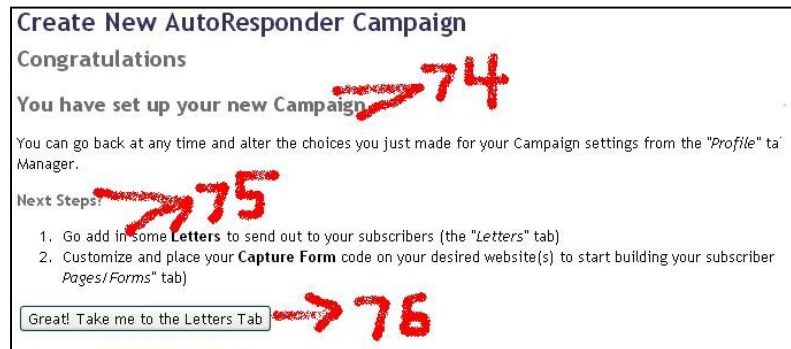 Create New AutoResponder Campaign
Congratulations
74
You have set up your new Campaign
You can go back at any time and alter the choices you just made for your Campaign settings from the "Profile"
Manager.
75
Next Steps?
1. Go add in some Letters to send out to your subscribers (the "Letters" tab)
2. Customize and place your Capture Form code on your desired website(s) to start building your subscriber
Pages/Forms" tab)
Great! Take me to the Letters Tab
76